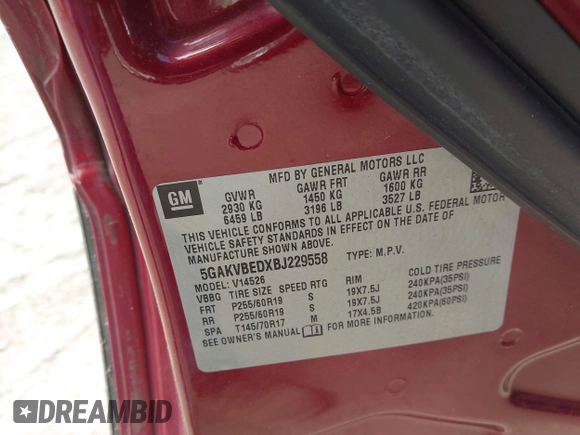 MFD BY GENERAL MOTORS LLC
GM
GVWR GAWR FRT GAWR RR
2930 KG 1450 KG 1600 KG
6459 LB 3196 LB 3527 LB
THIS VEHICLE CONFORMS TO ALL APPLICABLE U.S. FEDERAL MOTOR
VEHICLE SAFETY STANDARDS IN EFFECT ON THE DATE OF
MANUFACTURE SHOWN ABOVE.
5GAKVBEDXBJ229558 TYPE: M.P.V.
MODEL: V14526
VBBG TIRE SIZE SPEED RTG RIM COLD TIRE PRESSURE
FRT P255/60R19 S 19X7.5J 240KPA(35PSI)
RR P255/60R19 S 19X7.5J 240KPA(35PSI)
SPA T145/70R17 M 17X4.5B 420KPA(60PSI)
SEE OWNER'S MANUAL FOR MORE INFORMATION.
DREAMBID